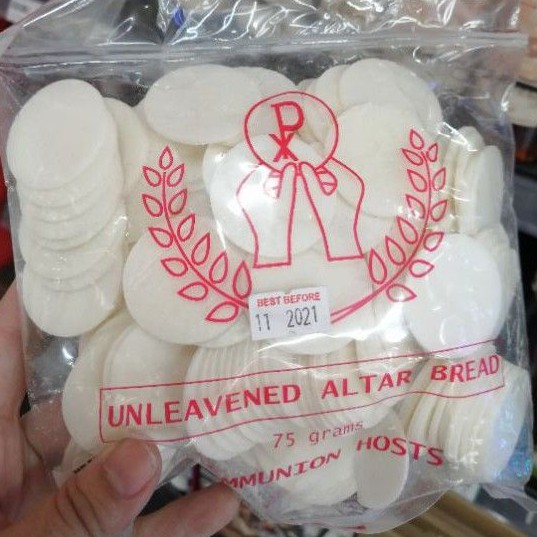 BEST BEFORE
11 2021
UNLEAVENED ALTAR BREAD
75 grams
MMUNION HOSTS